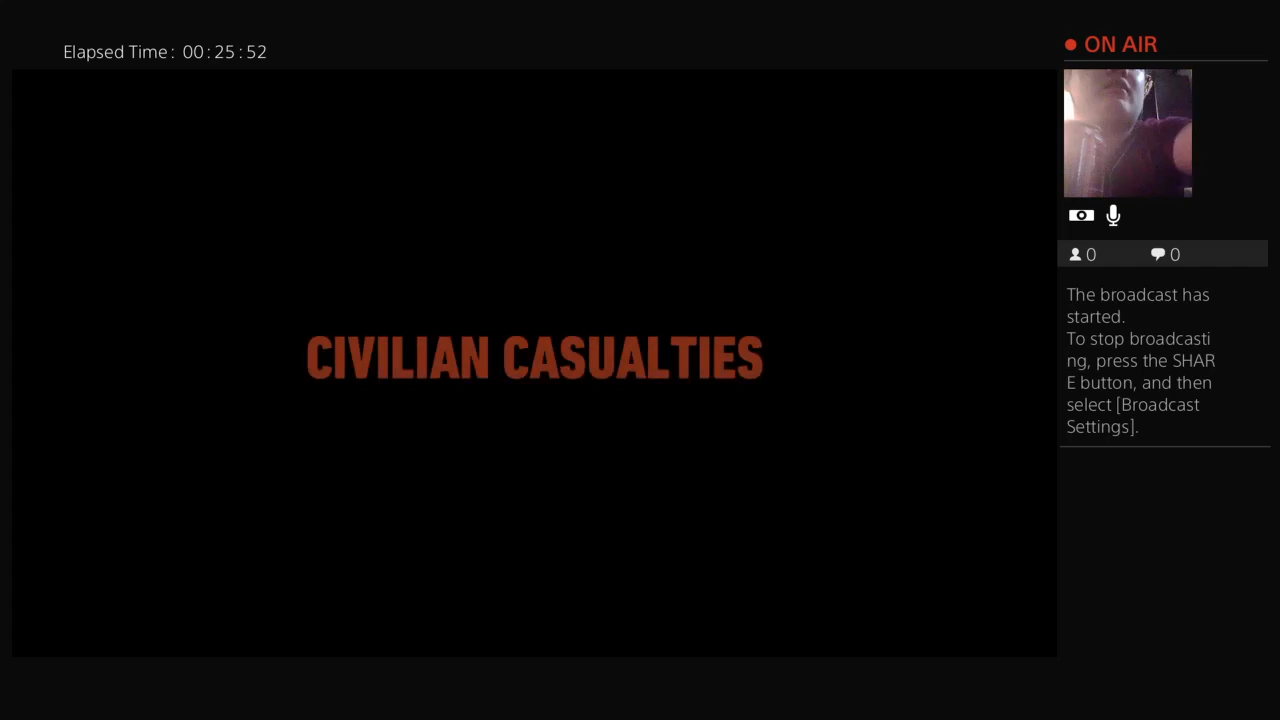 Elapsed Time: 00:25:52
ON AIR
CIVILIAN CASUALTIES
0 0
The broadcast has
started.
To stop broadcasti
ng, press the SHAR
E button, and then
select [Broadcast
Settings].